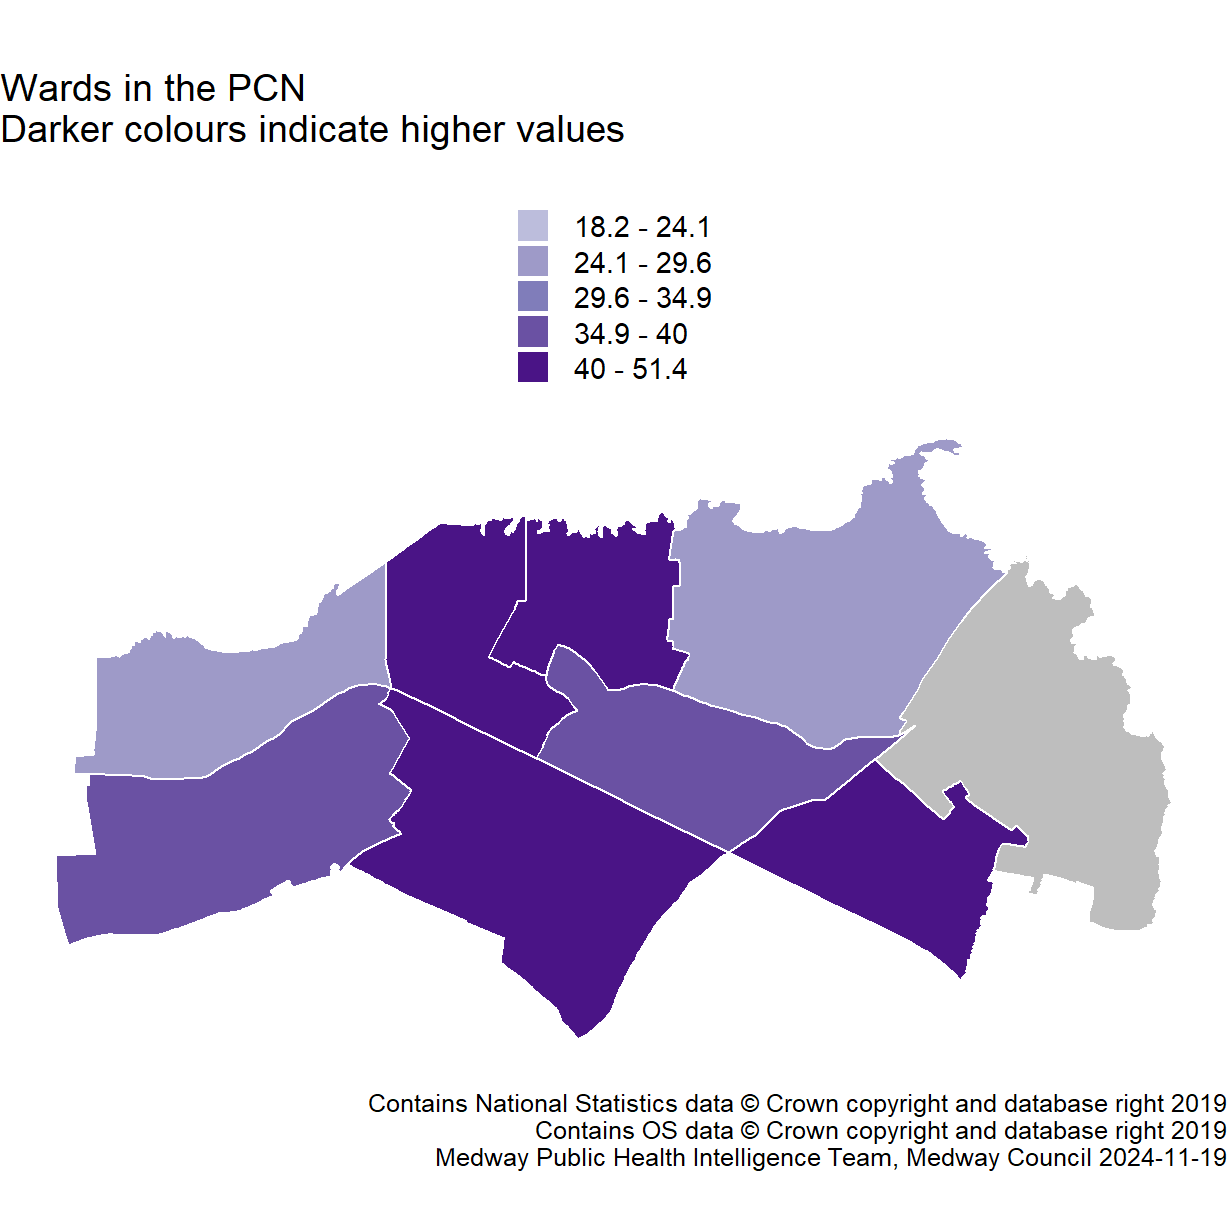 Wards in the PCN
Darker colours indicate higher values
18.2 - 24.1
24.1 - 29.6
29.6 - 34.9
34.9 - 40
40 - 51.4
Contains National Statistics data © Crown copyright and database right 2019
Contains OS data © Crown copyright and database right 2019
Medway Public Health Intelligence Team, Medway Council 2024-11-19